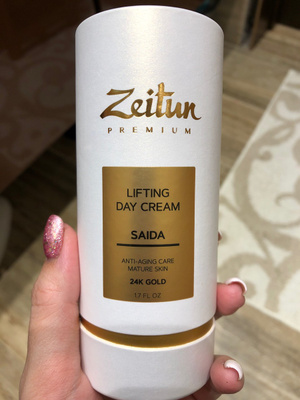 Zeitun
PREMIUM
LIFTING
DAY CREAM
SAIDA
ANTI-AGING CARE
MATURE SKIN
24K GOLD
1.7 FL OZ